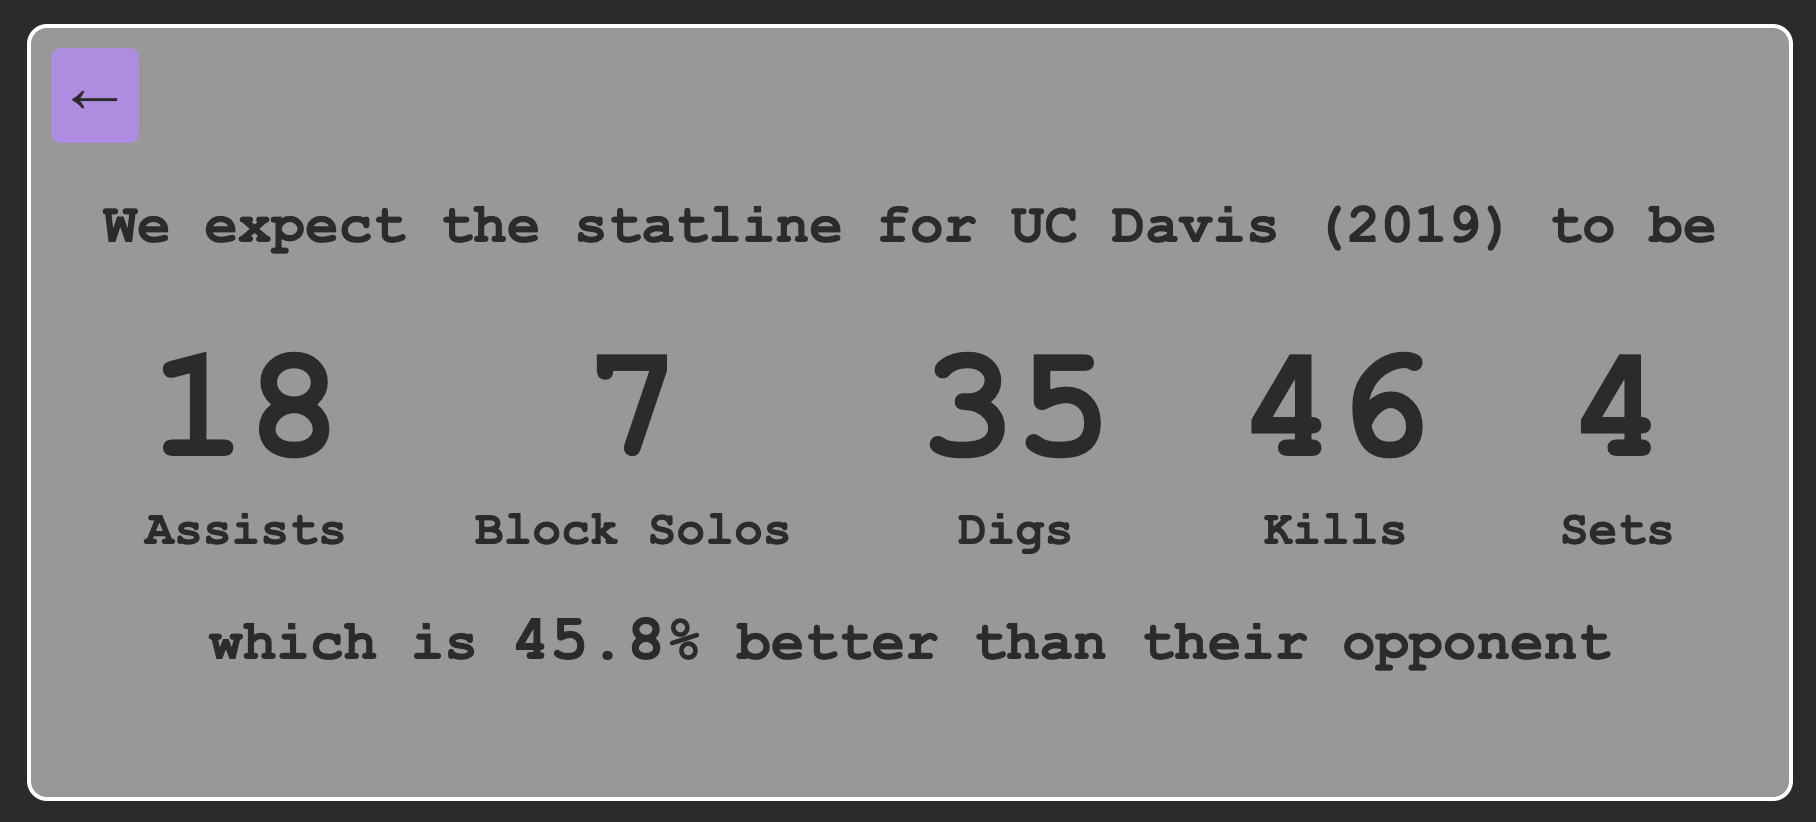 ←
We expect the statline for UC Davis (2019) to be
18 7 35 46 4
Assists Block Solos Digs Kills Sets
which is 45.8% better than their opponent